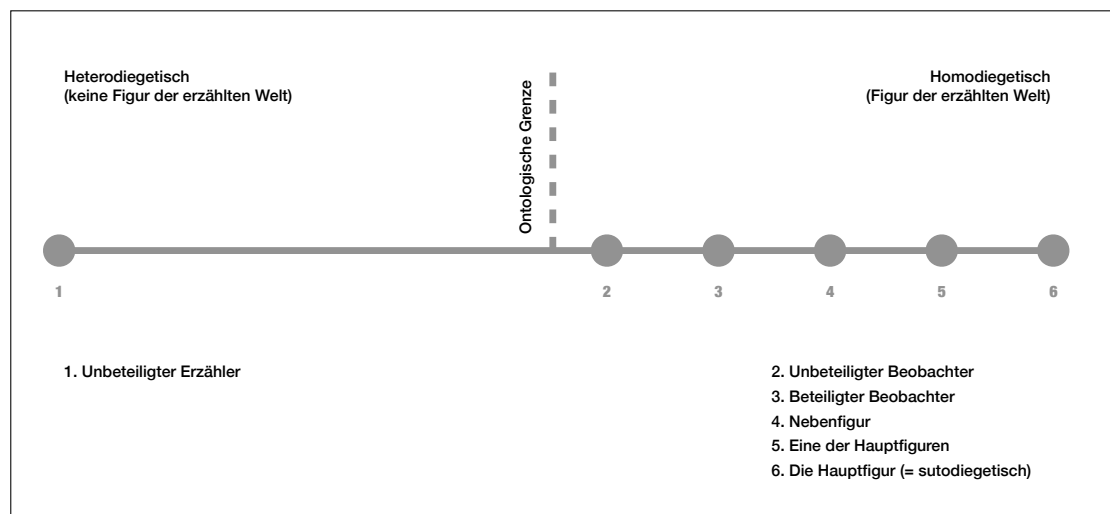 Heterodiegetisch
(keine Figur der erzählten Welt)
Homodiegetisch
(Figur der erzählten Welt)
Ontologische Grenze
1
2
3
4
5
6
1. Unbeteiligter Erzähler
2. Unbeteiligter Beobachter
3. Beteiligter Beobachter
4. Nebenfigur
5. Eine der Hauptfiguren
6. Die Hauptfigur (= sutodiegetisch)